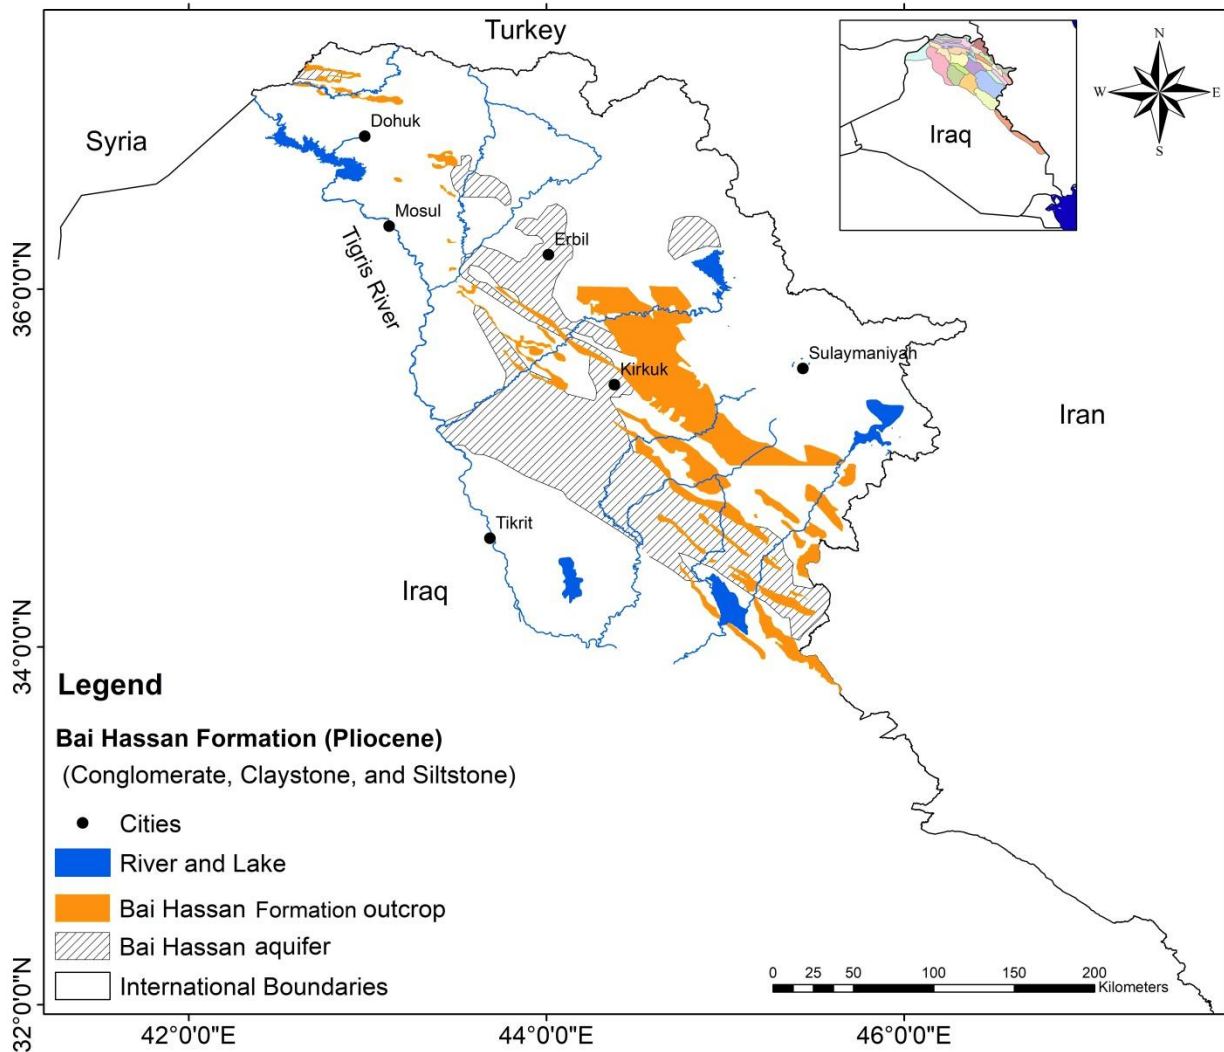 Turkey
N
W
E
S
Iraq
Syria
Dohuk
Mosul
Erbil
Tigris River
36°0'0"N
Sulaymaniyah
Kirkuk
Iran
Tikrit
Iraq
34°0'0"N
Legend
Bai Hassan Formation (Pliocene)
(Conglomerate, Claystone, and Siltstone)
Cities
River and Lake
Bai Hassan Formation outcrop
Bai Hassan aquifer
International Boundaries
0 25 50 100 150 200
Kilometers
32°0'0"N
42°0'0"E 44°0'0"E 46°0'0"E